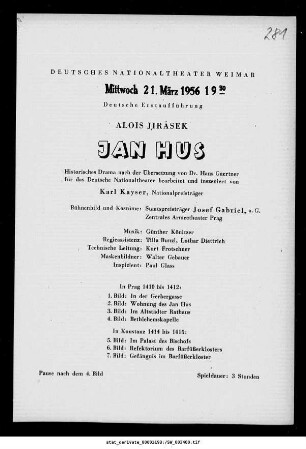 281
DEUTSCHES NATIONALTHEATER WEIMAR
Mittwoch 21. März 1956 19 30
Deutsche Erstaufführung
ALOIS JIRÁSEK
JAN HUS
Historisches Drama nach der Übersetzung von Dr. Hans Gaertner
für das Deutsche Nationaltheater bearbeitet und inszeniert von
Karl Kayser, Nationalpreisträger
Bühnenbild und Kostüme: Staatspreisträger Josef Gabriel, a. G.
Zentrales Armeetheater Prag
Musik: Günther
Regieassistenz: Tilla Bunzl, Lothar Dietrich
Technische Leitung: Kurt Frotscher
Maskenbildner: Walter Gebauer
Inspizient: Paul Glass
In Prag 1410 bis 1412:
1. Bild: In der Gerbergasse
2. Bild: Wohnung des Jan Hus
3. Bild: Im Altstädter Rathaus
4. Bild: Bethlehemskapelle
In Konstanz 1414 bis 1415:
5. Bild: Im Palast des Bischofs
6. Bild: Refektorium des Barfüßerklosters
7. Bild: Gefängnis im Barfüßerkloster
Pause nach dem 4. Bild
Spieldauer: 3 Stunden